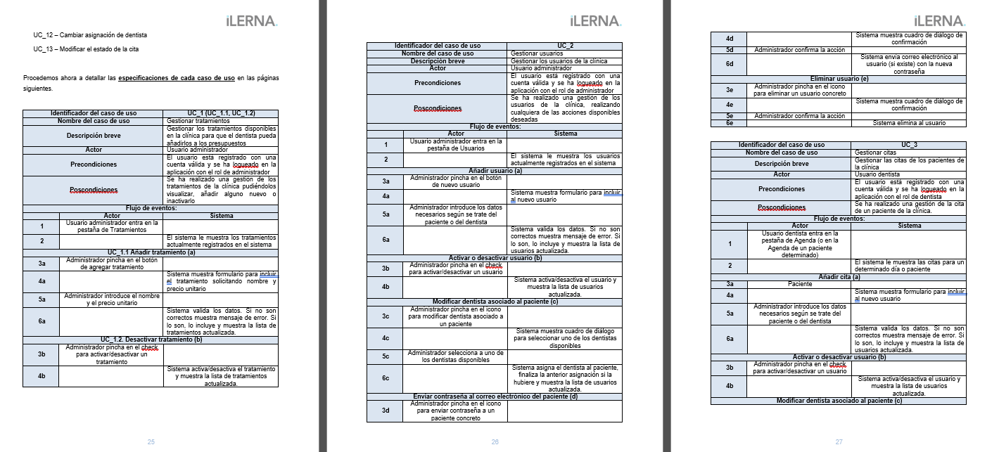 iLERNA.
UC_12 – Cambiar asignación de dentista
UC_13 – Modificar el estado de la cita
Procedemos ahora a detallar las especificaciones de cada caso de uso en las páginas
siguientes.
Identificador del caso de uso UC_1 (UC_1.1, UC_1.2)
Nombre del caso de uso Gestionar tratamientos
Descripción breve
Gestionar los tratamientos disponibles
en la clínica para que el dentista pueda
añadirlos a los presupuestos
Actor Usuario administrador
Precondiciones
El usuario está registrado con una
cuenta válida y se ha logueado en la
aplicación con el rol de administrador
Poscondiciones
Se ha realizado una gestión de los
tratamientos de la clínica pudiéndolos
visualizar, añadir alguno nuevo o
inactivarlo
Flujo de eventos:
Actor Sistema
1
Usuario administrador entra en la
pestaña de Tratamientos
2
El sistema le muestra los tratamientos
actualmente registrados en el sistema
UC_1.1 Añadir tratamiento (a)
3a
Administrador pincha en el botón
de agregar tratamiento
4a
Sistema muestra formulario para incluir
el tratamiento solicitando nombre y
precio unitario
5a
Administrador introduce el nombre
y el precio unitario
6a
Sistema valida los datos. Si no son
correctos muestra mensaje de error. Si
lo son, lo incluye y muestra la lista de
tratamientos actualizada.
UC_1.2. Desactivar tratamiento (b)
3b
Administrador pincha en el check
para activar/desactivar un
tratamiento
4b
Sistema activa/desactiva el tratamiento
y muestra la lista de tratamientos
actualizada.
25
iLERNA.
Identificador del caso de uso UC_2
Nombre del caso de uso Gestionar usuarios
Descripción breve Gestionar los usuarios de la clínica
Actor Usuario administrador
Precondiciones
El usuario está registrado con una
cuenta válida y se ha logueado en la
aplicación con el rol de administrador
Poscondiciones
Se ha realizado una gestión de los
usuarios de la clínica, realizando
cualquiera de las acciones disponibles
deseadas
Flujo de eventos:
Actor Sistema
1
Usuario administrador entra en la
pestaña de Usuarios
2
El sistema le muestra los usuarios
actualmente registrados en el sistema
Añadir usuario (a)
3a
Administrador pincha en el botón
de nuevo usuario
4a
Sistema muestra formulario para incluir
al nuevo usuario
5a
Administrador introduce los datos
necesarios según se trate del
paciente o del dentista
6a
Sistema valida los datos. Si no son
correctos muestra mensaje de error. Si
lo son, lo incluye y muestra la lista de
usuarios actualizada.
Activar o desactivar usuario (b)
3b
Administrador pincha en el check
para activar/desactivar un usuario
4b
Sistema activa/desactiva el usuario y
muestra la lista de usuarios
actualizada.
Modificar dentista asociado al paciente (c)
3c
Administrador pincha en el icono
para modificar dentista asociado a
un paciente
4c
Sistema muestra cuadro de diálogo
para seleccionar uno de los dentistas
disponibles
5c
Administrador selecciona a uno de
los dentistas disponibles
6c
Sistema asigna el dentista al paciente,
finaliza la anterior asignación si la
hubiere y muestra la lista de usuarios
actualizada.
Enviar contraseña al correo electrónico del paciente (d)
3d
Administrador pincha en el icono
para enviar contraseña a un
paciente concreto
26
iLERNA.
4d
Sistema muestra cuadro de diálogo de
confirmación
5d Administrador confirma la acción
6d
Sistema envía correo electrónico al
usuario (si existe) con la nueva
contraseña
Eliminar usuario (e)
3e
Administrador pincha en el icono
para eliminar un usuario concreto
4e
Sistema muestra cuadro de diálogo de
confirmación
5e Administrador confirma la acción
6e Sistema elimina al usuario
Identificador del caso de uso UC_3
Nombre del caso de uso Gestionar citas
Descripción breve
Gestionar las citas de los pacientes de
la clínica
Actor Usuario dentista
Precondiciones
El usuario está registrado con una
cuenta válida y se ha logueado en la
aplicación con el rol de dentista
Poscondiciones
Se ha realizado una gestión de la cita
de un paciente de la clínica.
Flujo de eventos:
Actor Sistema
1
Usuario dentista entra en la
pestaña de Agenda (o en la
Agenda de un paciente
determinado)
2
El sistema le muestra las citas para un
determinado día o paciente
Añadir cita (a)
3a Paciente
4a
Sistema muestra formulario para incluir
al nuevo usuario
5a
Administrador introduce los datos
necesarios según se trate del
paciente o del dentista
6a
Sistema valida los datos. Si no son
correctos muestra mensaje de error. Si
lo son, lo incluye y muestra la lista de
usuarios actualizada.
Activar o desactivar usuario (b)
3b
Administrador pincha en el check
para activar/desactivar un usuario
4b
Sistema activa/desactiva el usuario y
muestra la lista de usuarios
actualizada.
Modificar dentista asociado al paciente (c)
27